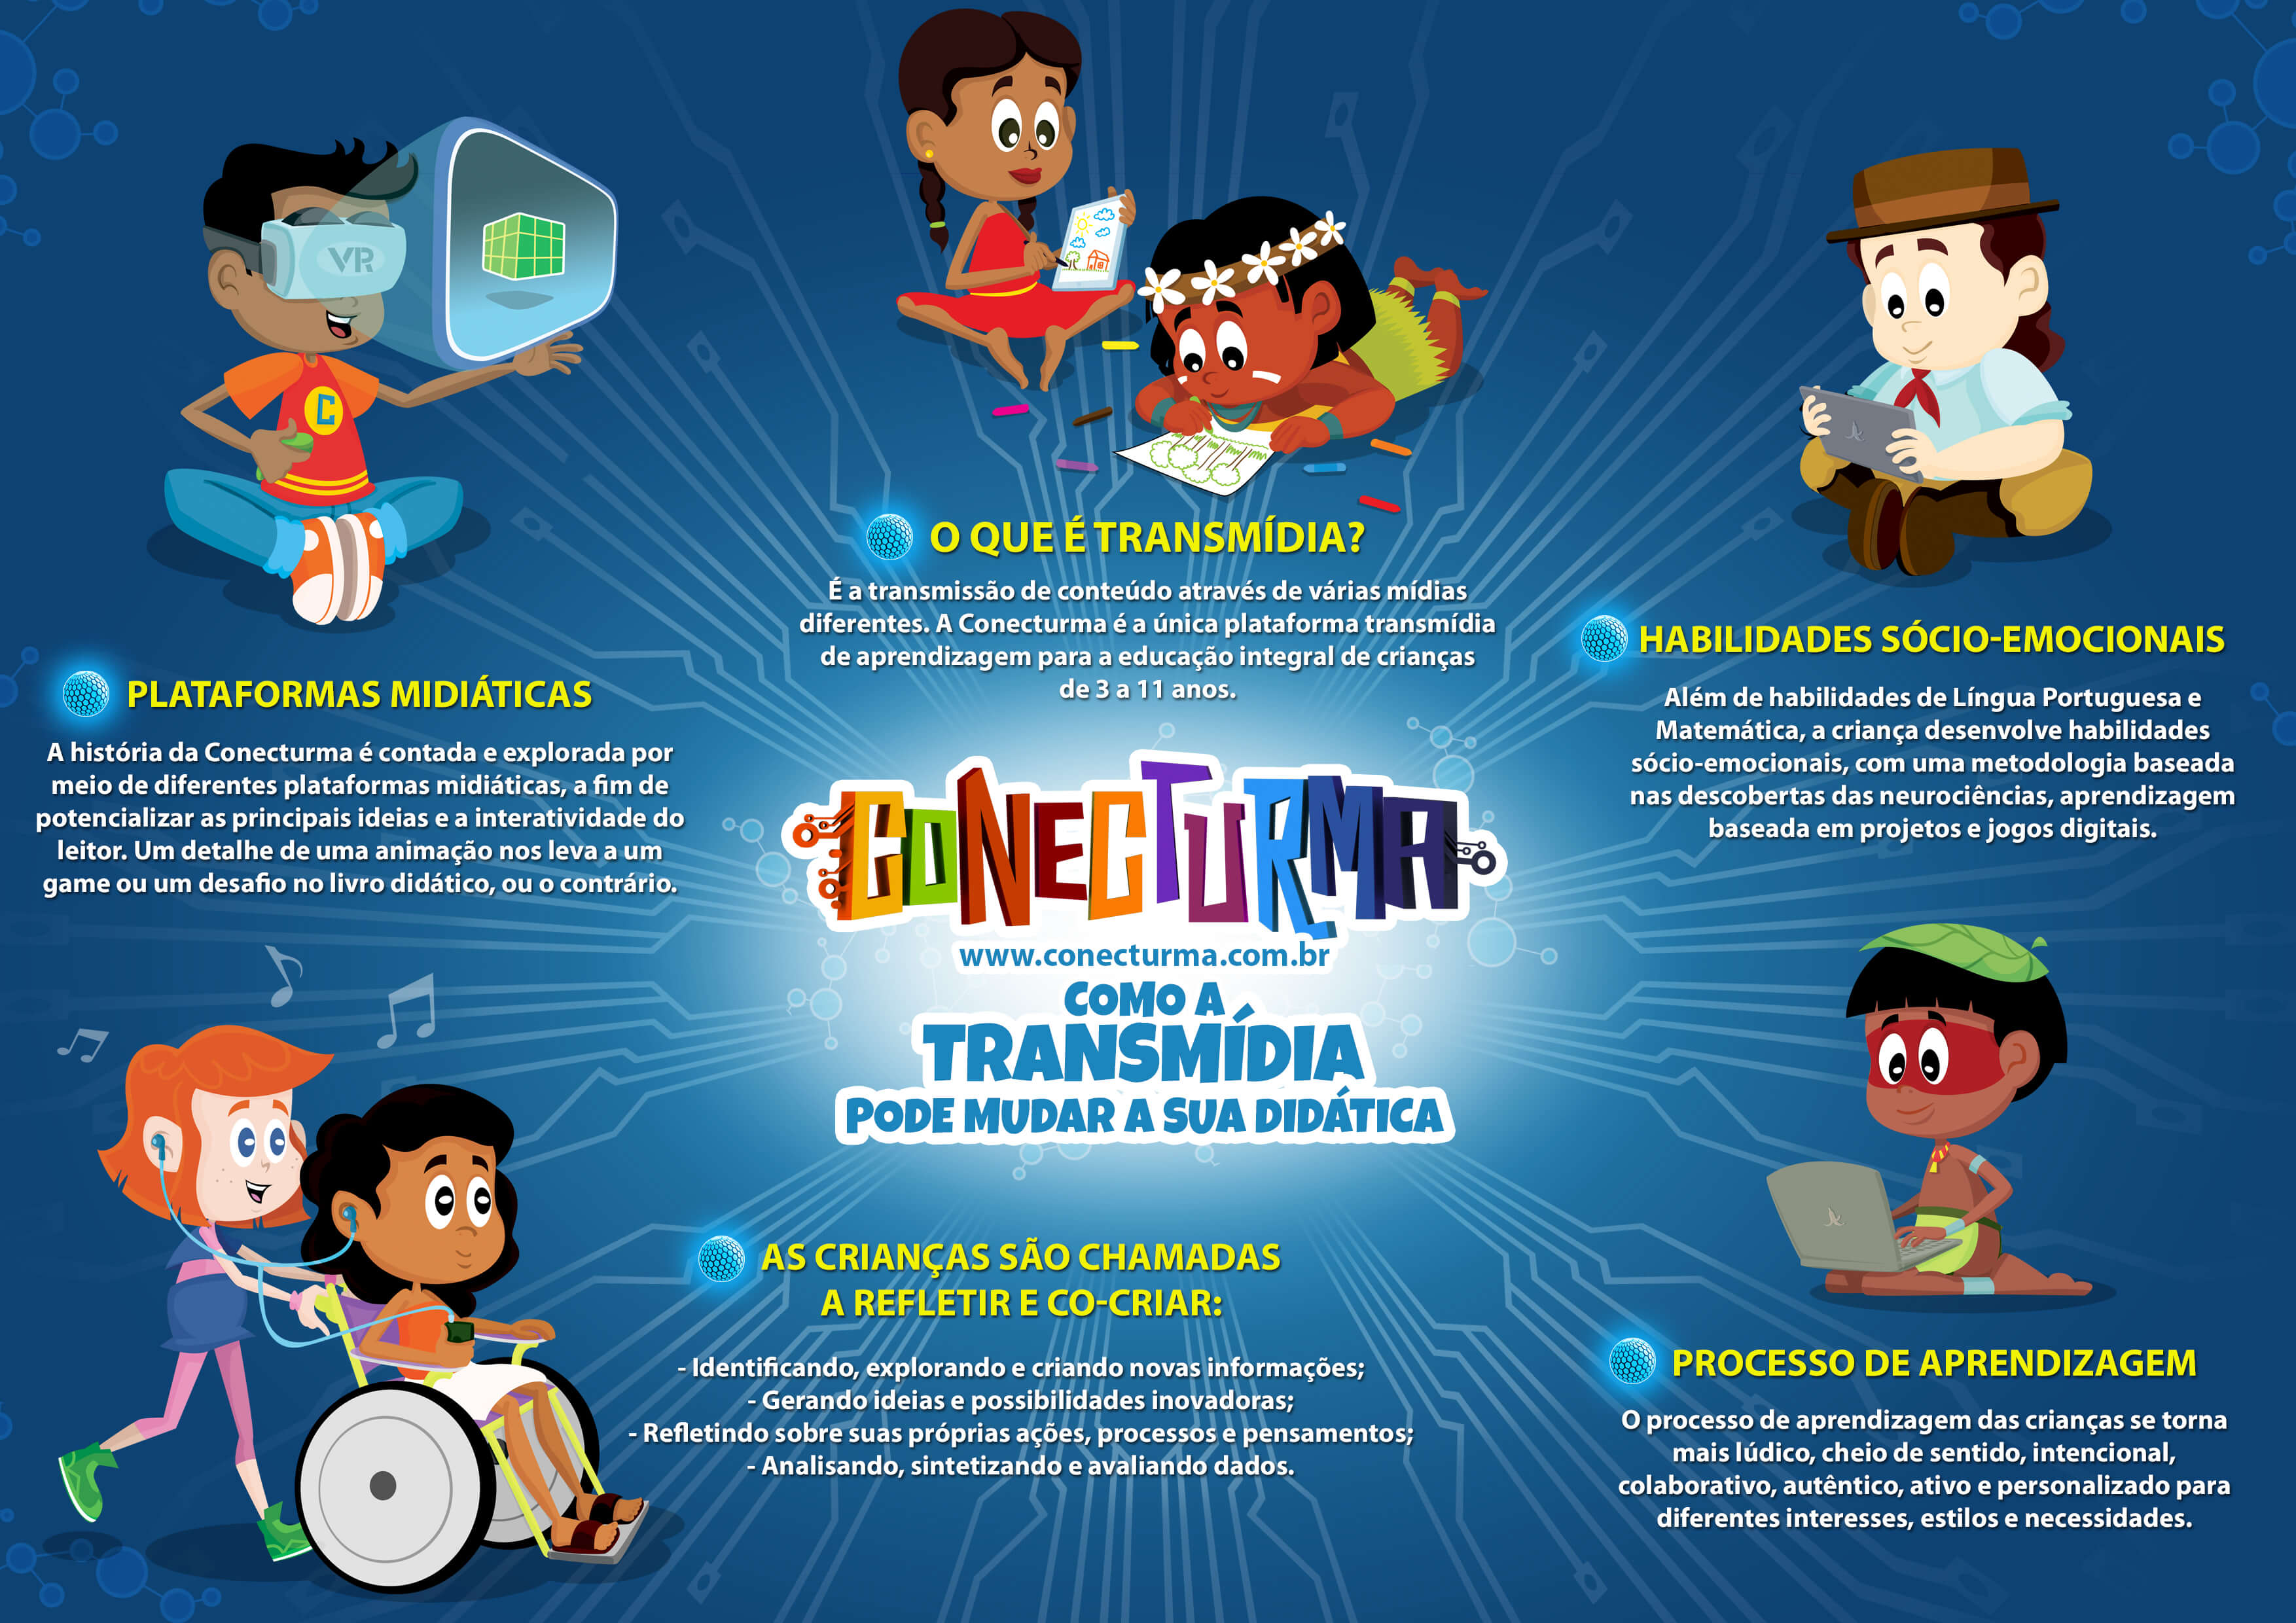 VR
C
O QUE É TRANSMÍDIA?
É a transmissão de conteúdo através de várias mídias
diferentes. A Conecturma é a única plataforma transmídia
de aprendizagem para a educação integral de crianças
de 3 a 11 anos.
PLATAFORMAS MIDIÁTICAS
A história da Conecturma é contada e explorada por
meio de diferentes plataformas midiáticas, a fim de
potencializar as principais ideias e a interatividade do
leitor. Um detalhe de uma animação nos leva a um
game ou um desafio no livro didático, ou o contrário.
HABILIDADES SÓCIO-EMOCIONAIS
Além de habilidades de Língua Portuguesa e
Matemática, a criança desenvolve habilidades
sócio-emocionais, com uma metodologia baseada
nas descobertas das neurociências, aprendizagem
baseada em projetos e jogos digitais.
CONECTURMA
www.conecturma.com.br
COMO A
TRANSMÍDIA
PODE MUDAR A SUA DIDÁTICA
AS CRIANÇAS SÃO CHAMADAS
A REFLETIR E CO-CRIAR:
- Identificando, explorando e criando novas informações;
- Gerando ideias e possibilidades inovadoras;
- Refletindo sobre suas próprias ações, processos e pensamentos;
- Analisando, sintetizando e avaliando dados.
PROCESSO DE APRENDIZAGEM
O processo de aprendizagem das crianças se torna
mais lúdico, cheio de sentido, intencional,
colaborativo, autêntico, ativo e personalizado para
diferentes interesses, estilos e necessidades.